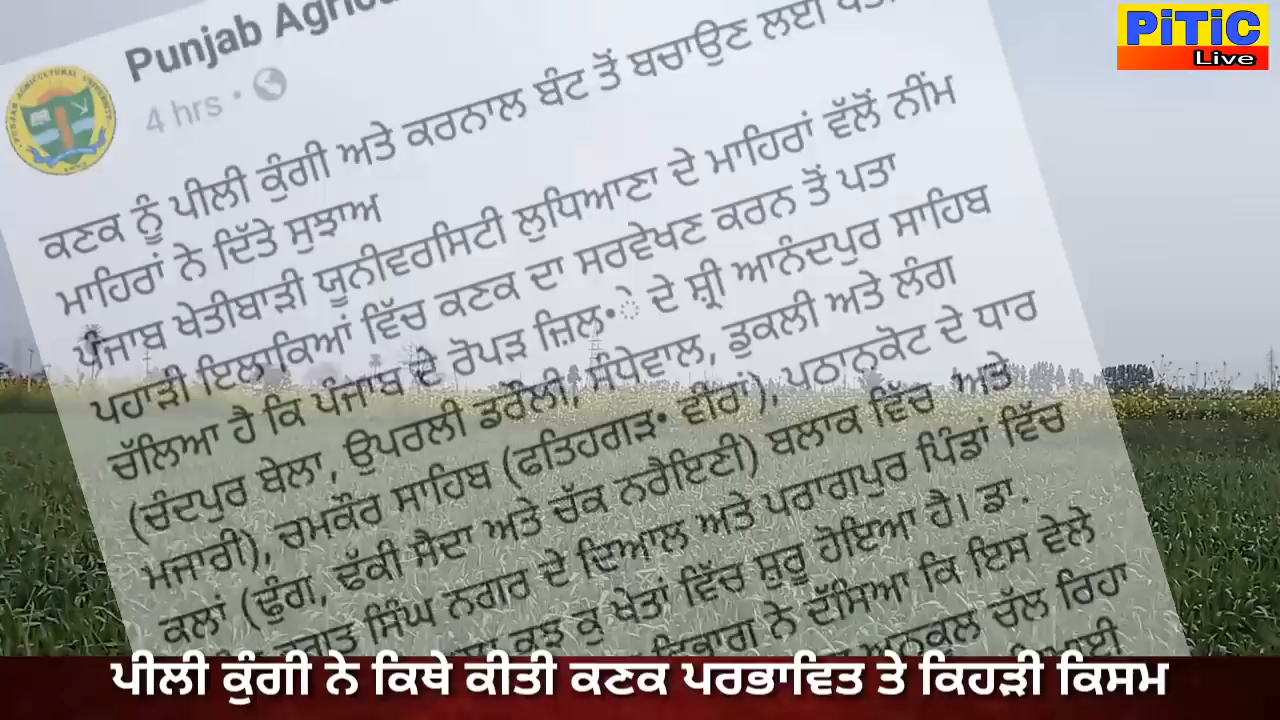 PiTiC
Live
Punjab
4 hrs
ਕਣਕ ਨੂੰ ਪੀਲੀ ਕੁੰਗੀ ਅਤੇ ਕਰਨਾਲ ਬੰਟ ਤੋਂ ਬਚਾਉਣ ਲਈ
ਮਾਹਿਰਾਂ ਨੇ ਦਿੱਤੇ ਸੁਝਾਅ
ਪੰਜਾਬ ਖੇਤੀਬਾੜੀ ਯੂਨੀਵਰਸਿਟੀ ਲੁਧਿਆਣਾ ਦੇ ਮਾਹਿਰਾਂ ਵੱਲੋਂ ਨੀਮ
ਪਹਾੜੀ ਇਲਾਕਿਆਂ ਵਿੱਚ ਕਣਕ ਦਾ ਸਰਵੇਖਣ ਕਰਨ ਤੋਂ ਪਤਾ
ਚੱਲਿਆ ਹੈ ਕਿ ਪੰਜਾਬ ਦੇ ਰੋਪੜ ਜ਼ਿਲ• ੇ ਦੇ ਸ਼੍ਰੀ ਆਨੰਦਪੁਰ ਸਾਹਿਬ
(ਚੰਦਪੁਰ ਬੇਲਾ, ਉਪਰਲੀ ਡਰੌਲੀ, ਸੰਧੇਵਾਲ, ਡੁਕਲੀ ਅਤੇ ਲੰਗ
ਮਜਾਰੀ), ਚਮਕੌਰ ਸਾਹਿਬ (ਫਤਿਹਗੜ• ਵੀਰਾਂ), ਪਠਾਨਕੋਟ ਦੇ ਧਾਰ
ਕਲਾਂ (ਢੁੰਗ, ਢੱਕੀ ਸੈਦਾ ਅਤੇ ਚੱਕ ਨਰੈਇਣੀ) ਬਲਾਕ ਵਿੱਚ ਅਤੇ
ਸਿੰਘ ਨਗਰ ਦੇ ਦਿਆਲ ਅਤੇ ਪਰਾਗਪੁਰ ਪਿੰਡਾਂ ਵਿੱਚ
ਕੁਝ ਕੁ ਖੇਤਾਂ ਵਿੱਚ ਸ਼ੁਰੂ ਹੋਇਆ ਹੈ। ਡਾ.
ਨੇ ਦੱਸਿਆ ਕਿ ਇਸ ਵੇਲੇ
ਚੱਲ ਰਿਹਾ
ਪੀਲੀ ਕੁੰਗੀ ਨੇ ਕਿਥੇ ਕੀਤੀ ਕਣਕ ਪਰਭਾਵਿਤ ਤੇ ਕਿਹੜੀ ਕਿਸਮ